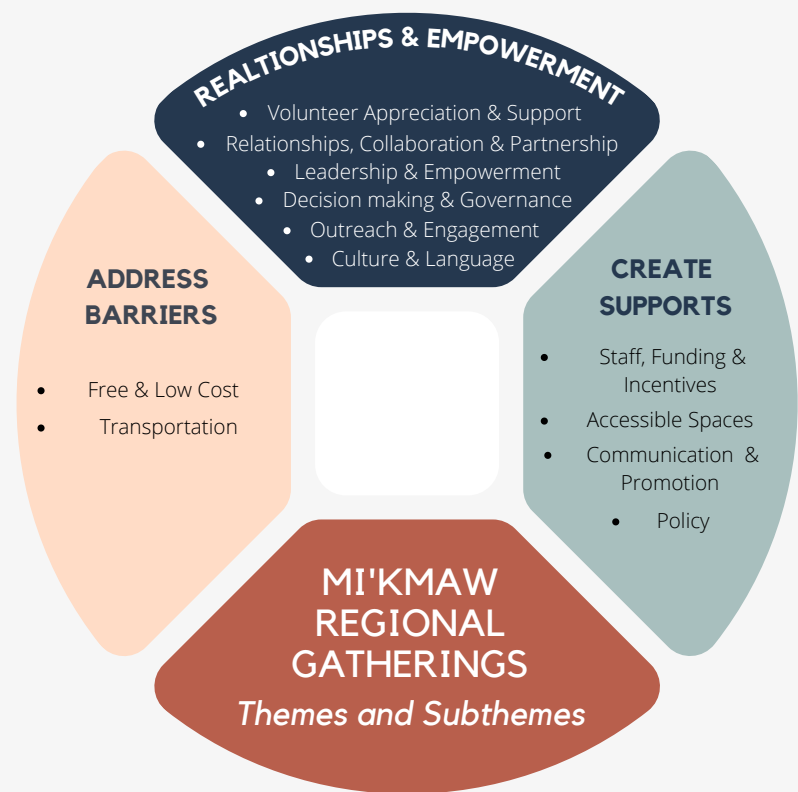 REALTIONSHIPS & EMPOWERMENT
• Volunteer Appreciation & Support
• Relationships, Collaboration & Partnership
• Leadership & Empowerment
• Decision making & Governance
• Outreach & Engagement
• Culture & Language
ADDRESS
BARRIERS
• Free & Low Cost
• Transportation
CREATE
SUPPORTS
• Staff, Funding &
Incentives
• Accessible Spaces
• Communication & 
Promotion
• Policy
MI'KMAW
REGIONAL
GATHERINGS
Themes and Subthemes